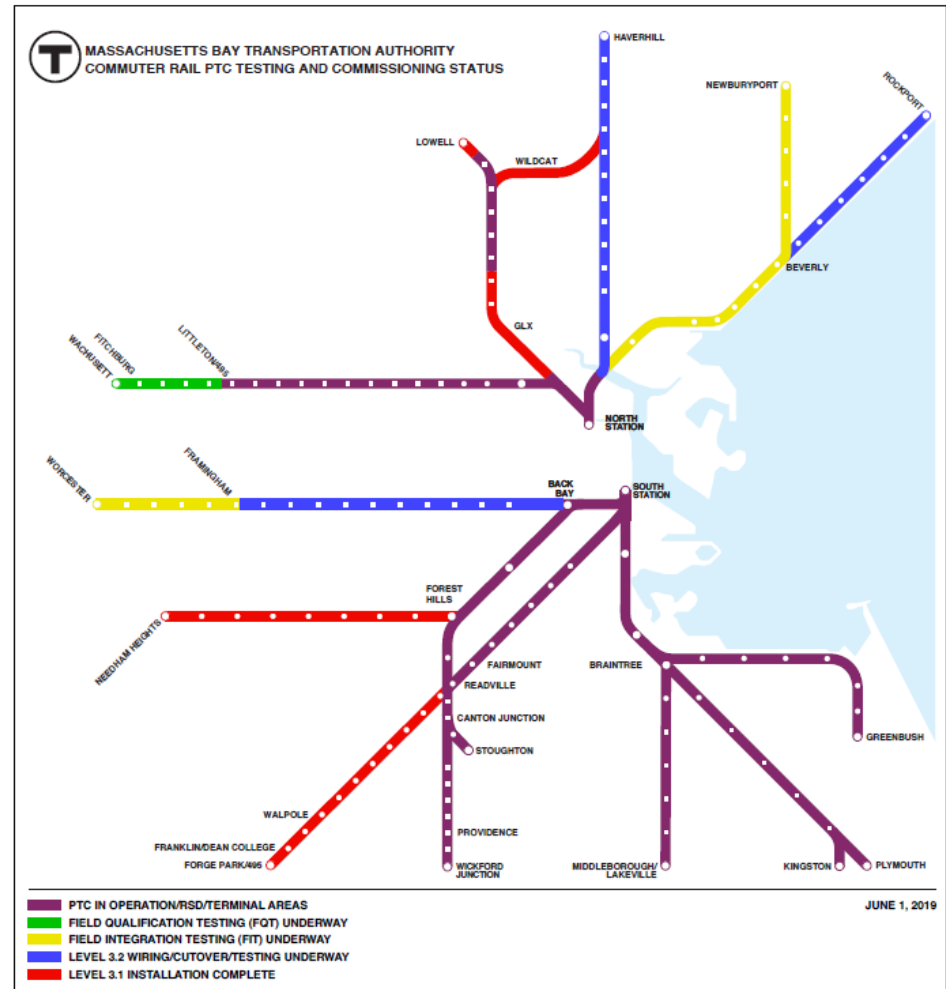 T
MASSACHUSETTS BAY TRANSPORTATION AUTHORITY
COMMUTER RAIL PTC TESTING AND COMMISSIONING STATUS
HAVERHILL
NEWBURYPORT
ROCKPORT
LOWELL
WILDCAT
BEVERLY
GLX
FITCHBURG
WACHUSETT
LITTLETON/495
NORTH
STATION
WORCESTER
FRAMINGHAM
BACK
BAY
SOUTH
STATION
FOREST
HILLS
NEEDHAM HEIGHTS
FAIRMOUNT
BRAINTREE
READVILLE
CANTON JUNCTION
GREENBUSH
STOUGHTON
WALPOLE
PROVIDENCE
FRANKLIN/DEAN COLLEGE
FORGE PARK/495
WICKFORD
JUNCTION
MIDDLEBOROUGH/
LAKEVILLE
KINGSTON
PLYMOUTH
PTC IN OPERATION/RSD/TERMINAL AREAS
JUNE 1, 2019
FIELD QUALIFICATION TESTING (FQT) UNDERWAY
FIELD INTEGRATION TESTING (FIT) UNDERWAY
LEVEL 3.2 WIRING/CUTOVER/TESTING UNDERWAY
LEVEL 3.1 INSTALLATION COMPLETE